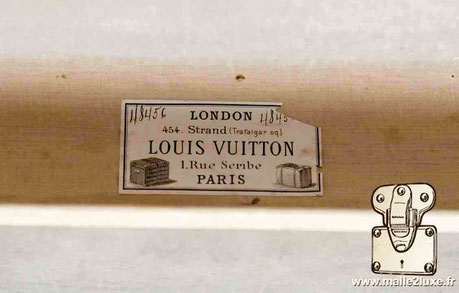 48456 LONDON
454. Strand (Trafalgar sq)
LOUIS VUITTON
1, Rue Scribe
PARIS
www.malle2luxe.fr